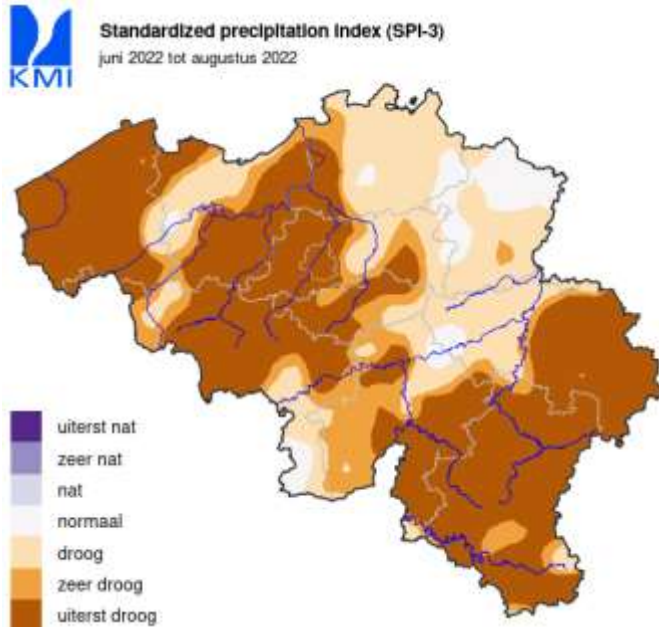 Standardized precipitation index (SPI-3)
juni 2022 tot augustus 2022
KMI
uiterst nat
zeer nat
nat
normaal
droog
zeer droog
uiterst droog